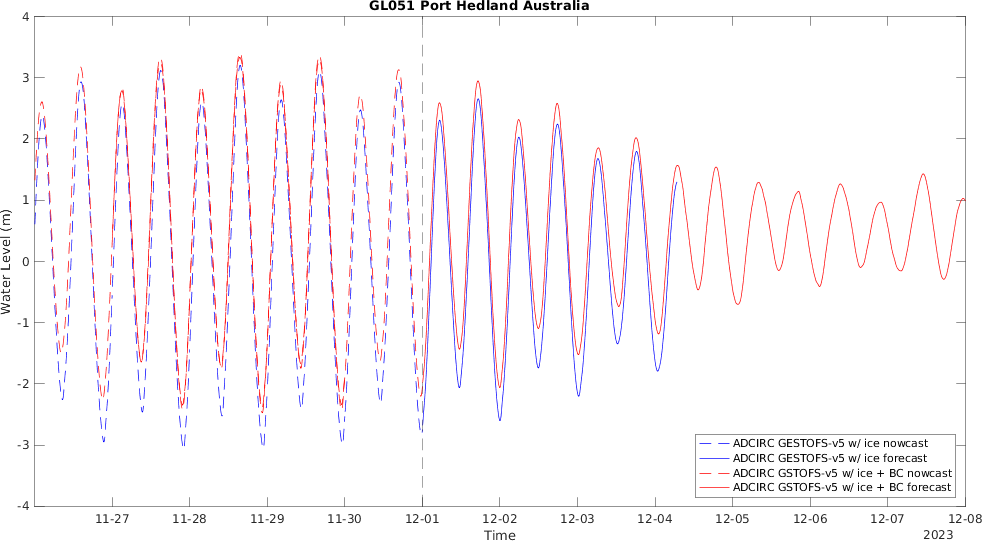 GL051 Port Hedland Australia
4
3
2
1
0
-1
-2
-3
-4
Water Level (m)
11-27 11-28 11-29 11-30 12-01 12-02 12-03 12-04 12-05 12-06 12-07 12-08
Time
2023
ADCIRC GESTOFS-v5 w/ ice nowcast
ADCIRC GESTOFS-v5 w/ ice forecast
ADCIRC GSTOFS-v5 w/ ice + BC nowcast
ADCIRC GSTOFS-v5 w/ ice + BC forecast